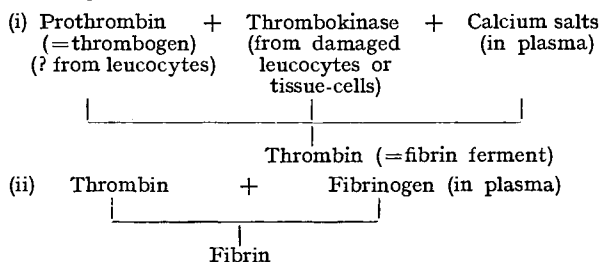 (i) Prothrombin + Thrombokinase + Calcium salts
(=thrombogen) (from damaged (in plasma)
(? from leucocytes) leucocytes or
tissue-cells)
Thrombin (=fibrin ferment)
(ii) Thrombin + Fibrinogen (in plasma)
Fibrin